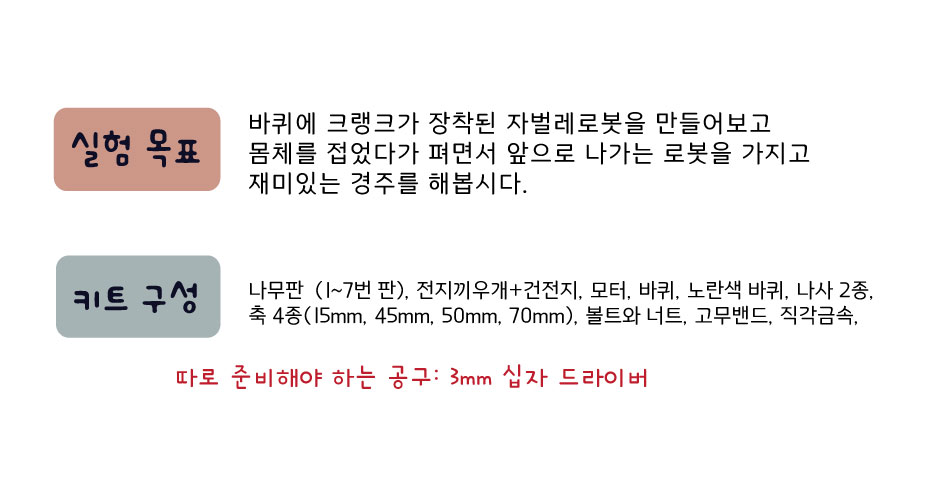 실험 목표
바퀴에 크랭크가 장착된 자벌레로봇을 만들어보고
몸체를 접었다가 펴면서 앞으로 나가는 로봇을 가지고
재미있는 경주를 해봅시다.
키트 구성
나무판 (1~7번 판), 전지끼우개+건전지, 모터, 바퀴, 노란색 바퀴, 나사 2종,
축 4종(15mm, 45mm, 50mm, 70mm), 볼트와 너트, 고무밴드, 직각금속,
따로 준비해야 하는 공구: 3mm 십자 드라이버